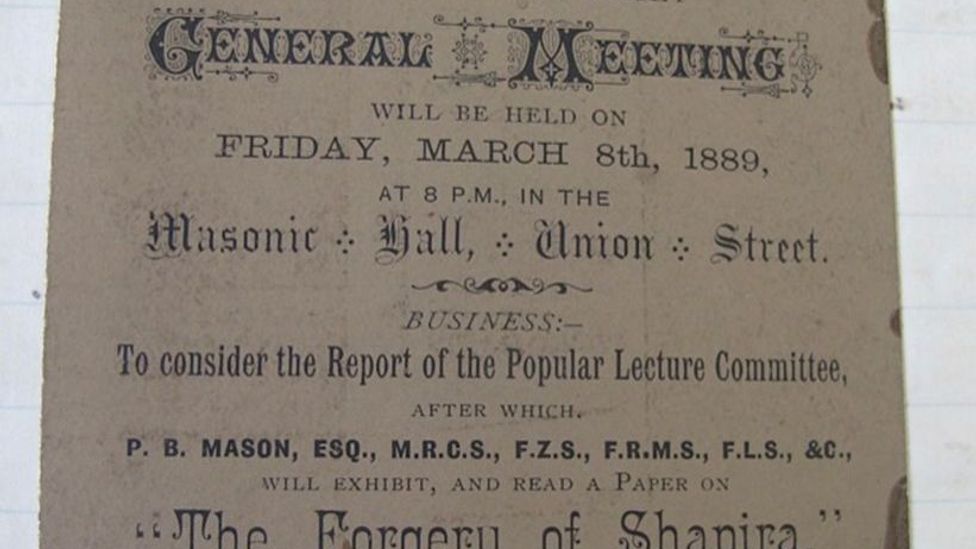 GENERAL MEETING
WILL BE HELD ON
FRIDAY, MARCH 8th, 1889,
AT 8 P.M., IN THE
Masonic Hall, Union Street.
BUSINESS:—
To consider the Report of the Popular Lecture Committee,
AFTER WHICH.
P. B. MASON, ESQ., M.R.C.S., F.Z.S., F.R.M.S., F.L.S., &C.,
WILL EXHIBIT, AND READ A PAPER ON
"The Forgery of Shapira"